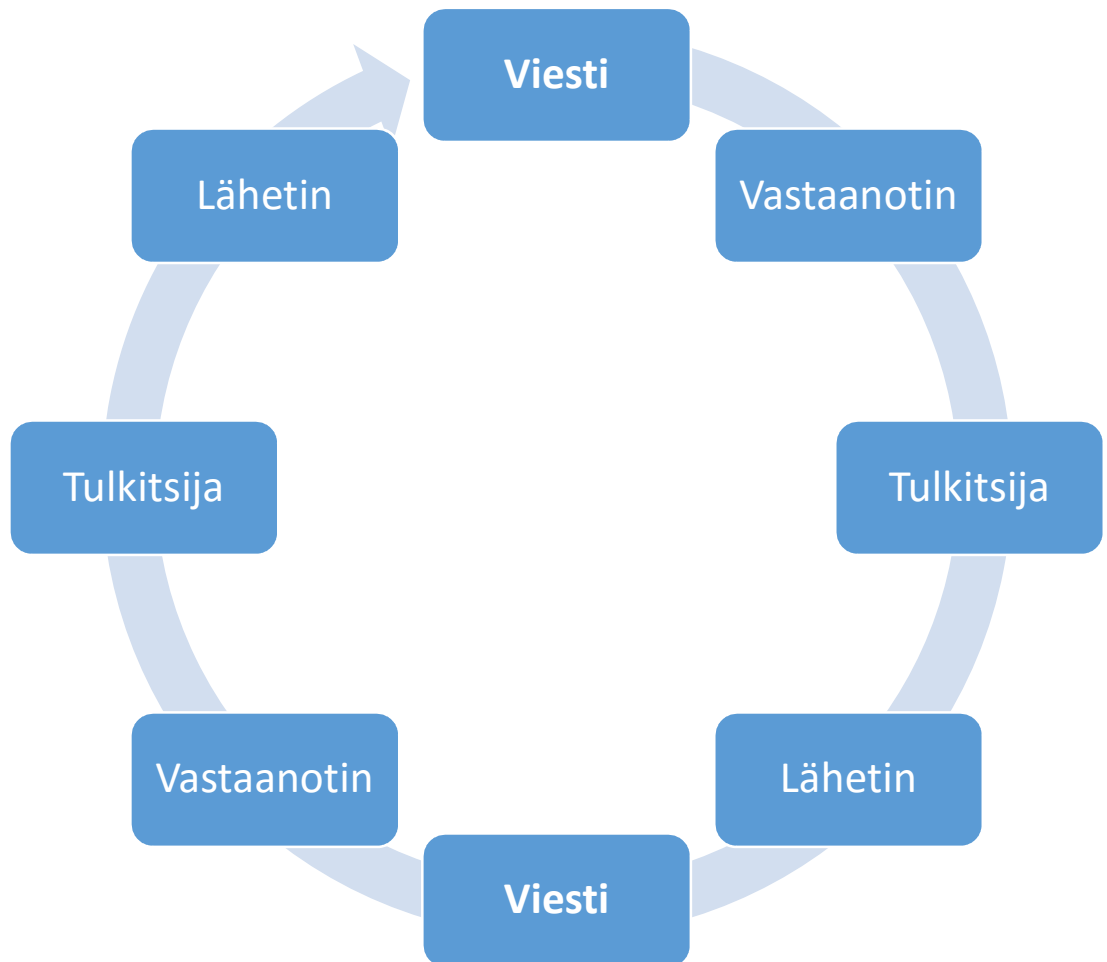 Viesti
Vastaanotin
Tulkitsija
Lähetin
Viesti
Vastaanotin
Tulkitsija
Lähetin